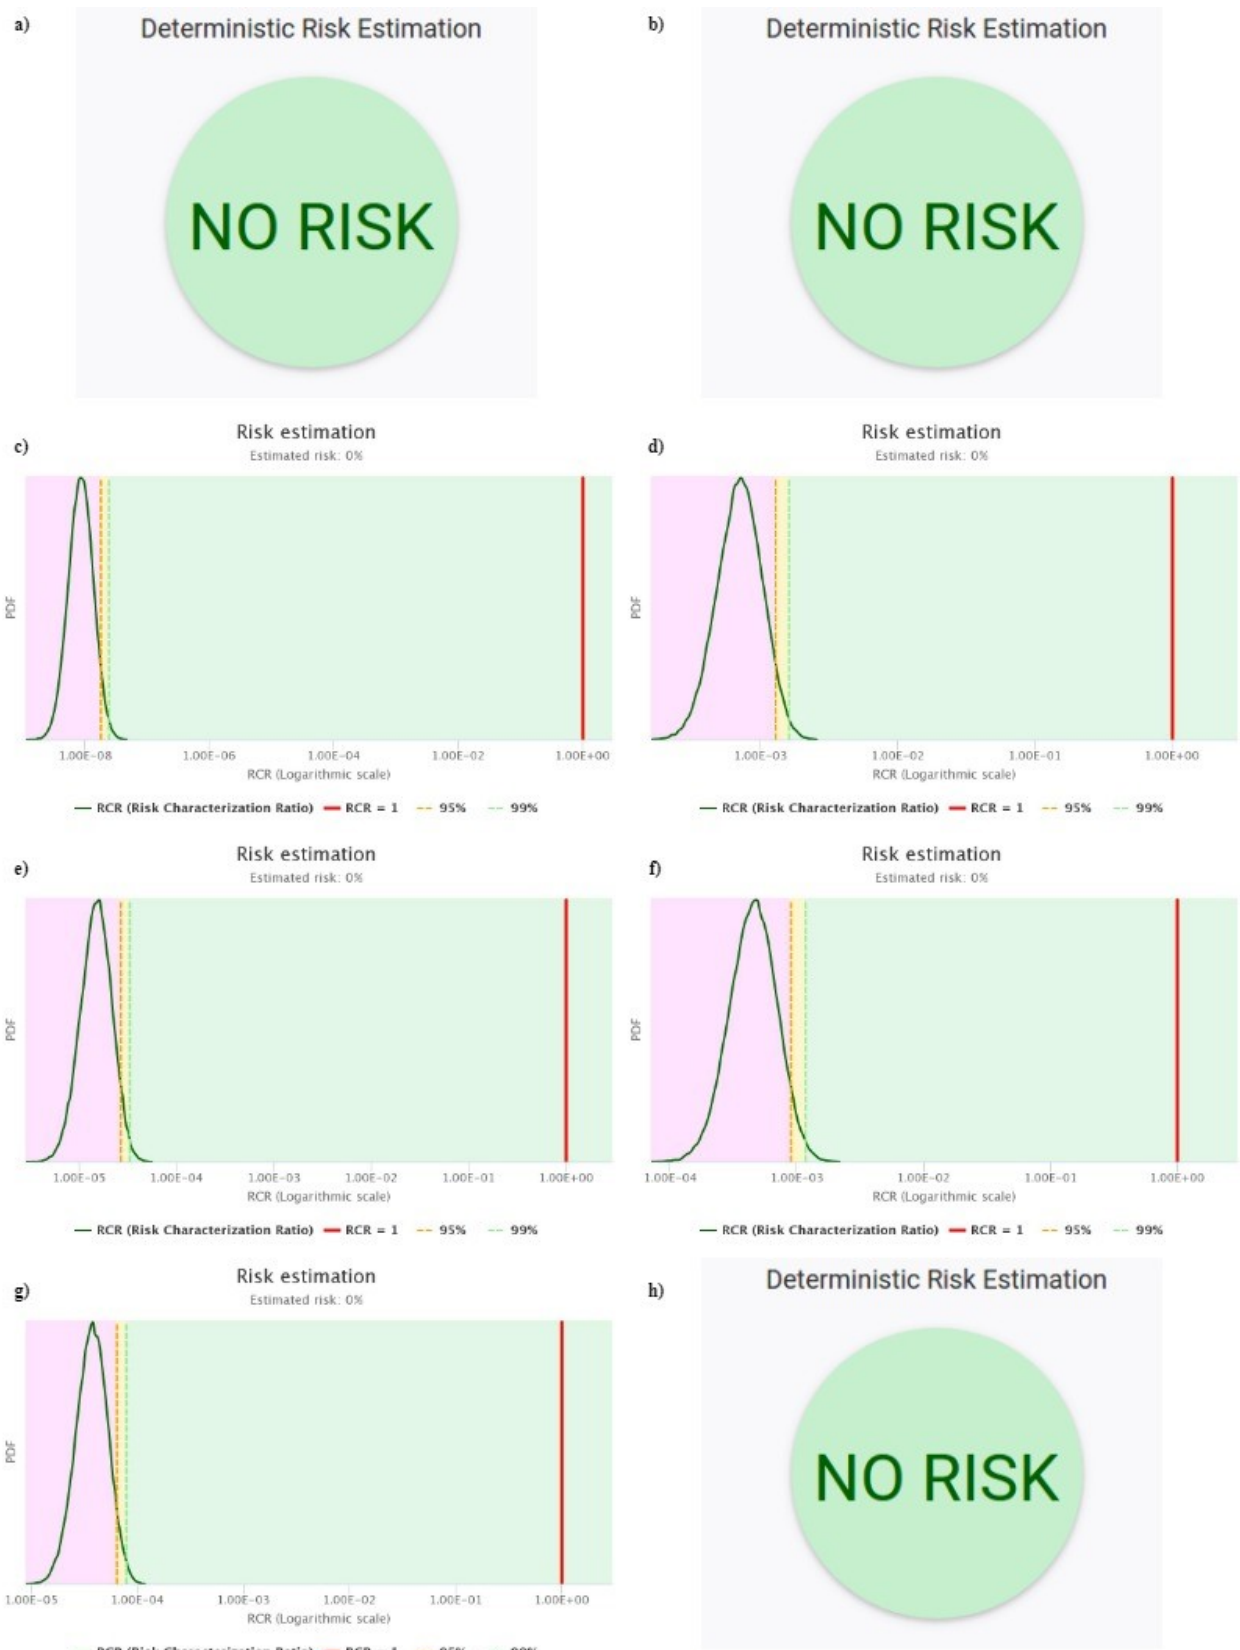 a)
Deterministic Risk Estimation
NO RISK
b)
Deterministic Risk Estimation
NO RISK
c)
Risk estimation
Estimated risk: 0%
PDF
1.00E-08 1.00E-06 1.00E-04 1.00E-02 1.00E+00
RCR (Logarithmic scale)
RCR (Risk Characterization Ratio) RCR = 1 95% 99%
d)
Risk estimation
Estimated risk: 0%
PDF
1.00E-03 1.00E-02 1.00E-01 1.00E+00
RCR (Logarithmic scale)
RCR (Risk Characterization Ratio) RCR = 1 95% 99%
e)
Risk estimation
Estimated risk: 0%
PDF
1.00E-05 1.00E-04 1.00E-03 1.00E-02 1.00E-01 1.00E+00
RCR (Logarithmic scale)
RCR (Risk Characterization Ratio) RCR = 1 95% 99%
f)
Risk estimation
Estimated risk: 0%
PDF
1.00E-04 1.00E-03 1.00E-02 1.00E-01 1.00E+00
RCR (Logarithmic scale)
RCR (Risk Characterization Ratio) RCR = 1 95% 99%
g)
Risk estimation
Estimated risk: 0%
PDF
1.00E-05 1.00E-04 1.00E-03 1.00E-02 1.00E-01 1.00E+00
RCR (Logarithmic scale)
RCR (Risk Characterization Ratio) RCR = 1 95% 99%
h)
Deterministic Risk Estimation
NO RISK